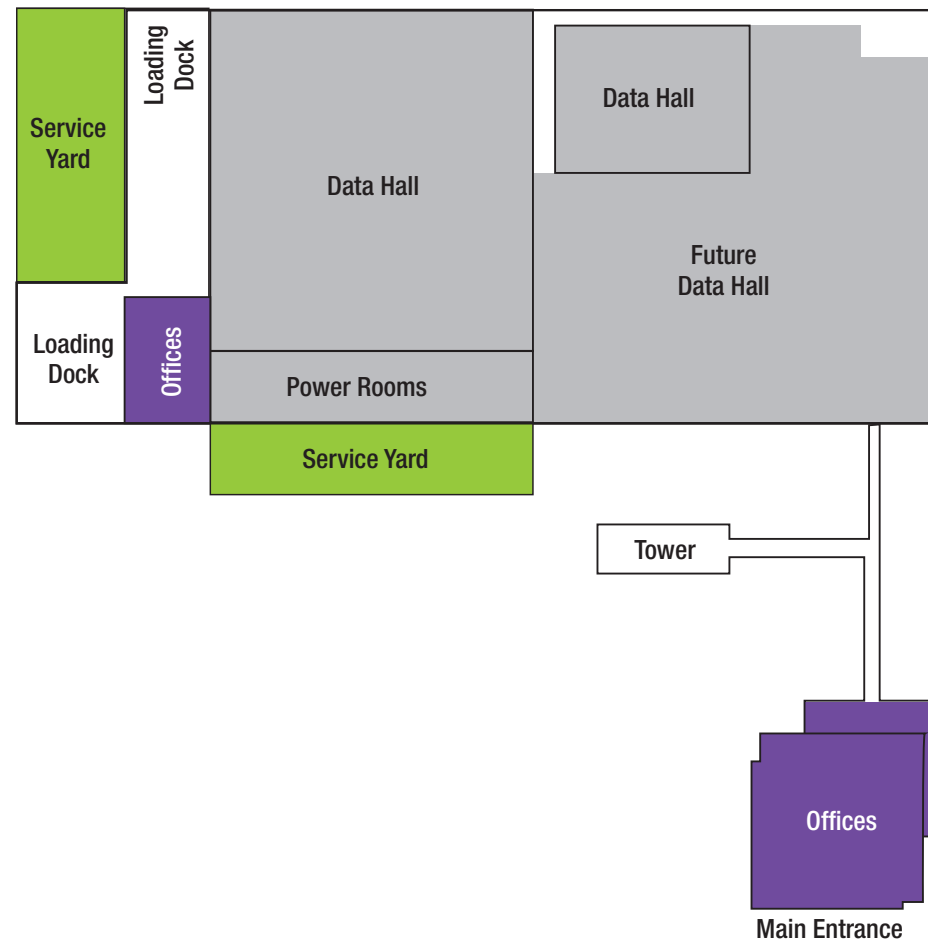 Loading
Dock
Data Hall
Service
Yard
Data Hall
Future
Data Hall
Loading
Dock
Offices
Power Rooms
Service Yard
Tower
Offices
Main Entrance